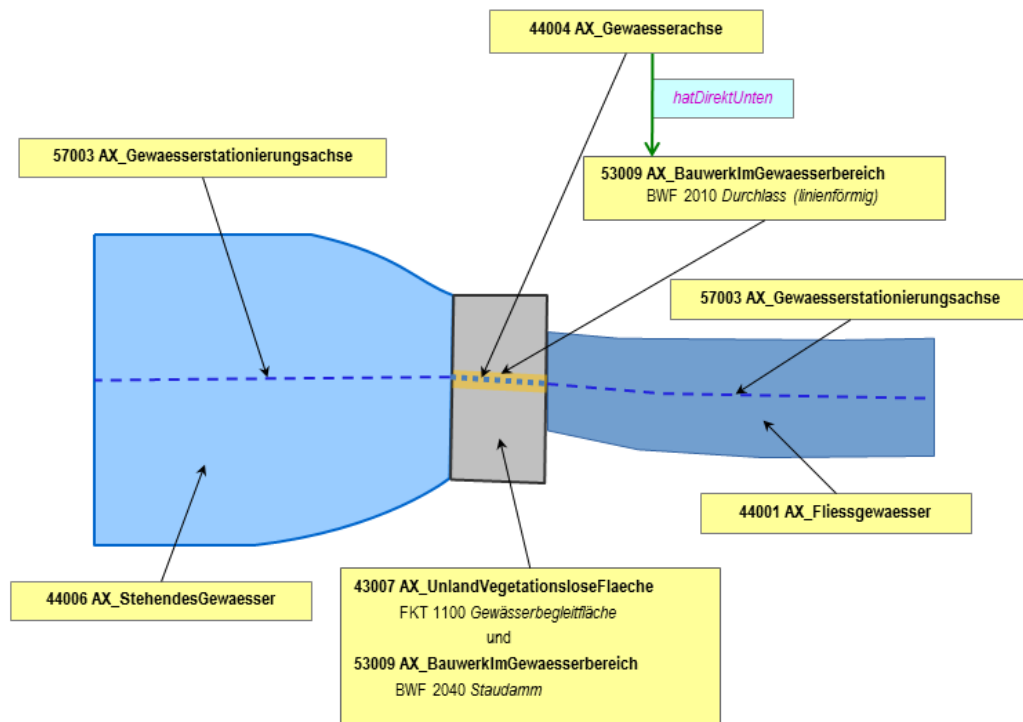 44004 AX_Gewaesserachse
hatDirektUnten
57003 AX_Gewaesserstationierungsachse
53009 AX_BauwerkImGewaesserbereich
BWF 2010 Durchlass (linienförmig)
57003 AX_Gewaesserstationierungsachse
44001 AX_Fliessgewaesser
44006 AX_StehendesGewaesser
43007 AX_UnlandVegetationsloseFlaeche
FKT 1100 Gewässerbegleitfläche
und
53009 AX_BauwerkImGewaesserbereich
BWF 2040 Staudamm